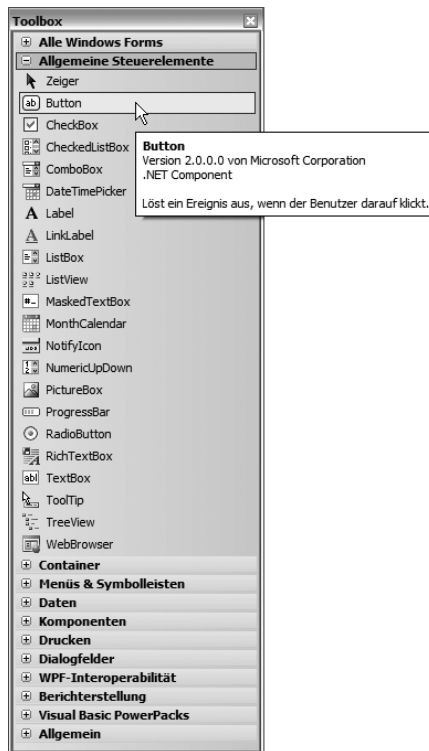 Toolbox
Alle Windows Forms
Allgemeine Steuerelemente
Zeiger
ab Button
CheckBox
CheckedListBox
Button
Version 2.0.0.0 von Microsoft Corporation
.NET Component
Löst ein Ereignis aus, wenn der Benutzer darauf klickt.
ComboBox
DateTimePicker
A Label
A LinkLabel
ListBox
ListView
#- MaskedTextBox
MonthCalendar
NotifyIcon
NumericUpDown
PictureBox
ProgressBar
RadioButton
RichTextBox
abl TextBox
ToolTip
TreeView
WebBrowser
Container
Menüs & Symbolleisten
Daten
Komponenten
Drucken
Dialogfelder
WPF-Interoperabilität
Berichterstellung
Visual Basic PowerPacks
Allgemein